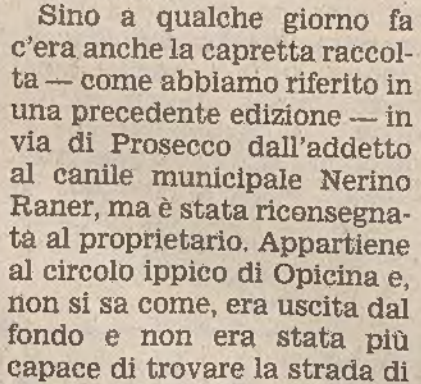 Sino a qualche giorno fa
c'era anche la capretta raccol-
ta — come abbiamo riferito in
una precedente edizione — in
via di Prosecco dall'addetto
al canile municipale Nerino
Raner, ma è stata riconsegna-
ta al proprietario. Appartiene
al circolo ippico di Opicina e,
non si sa come, era uscita dal
fondo e non era stata più
capace di trovare la strada di